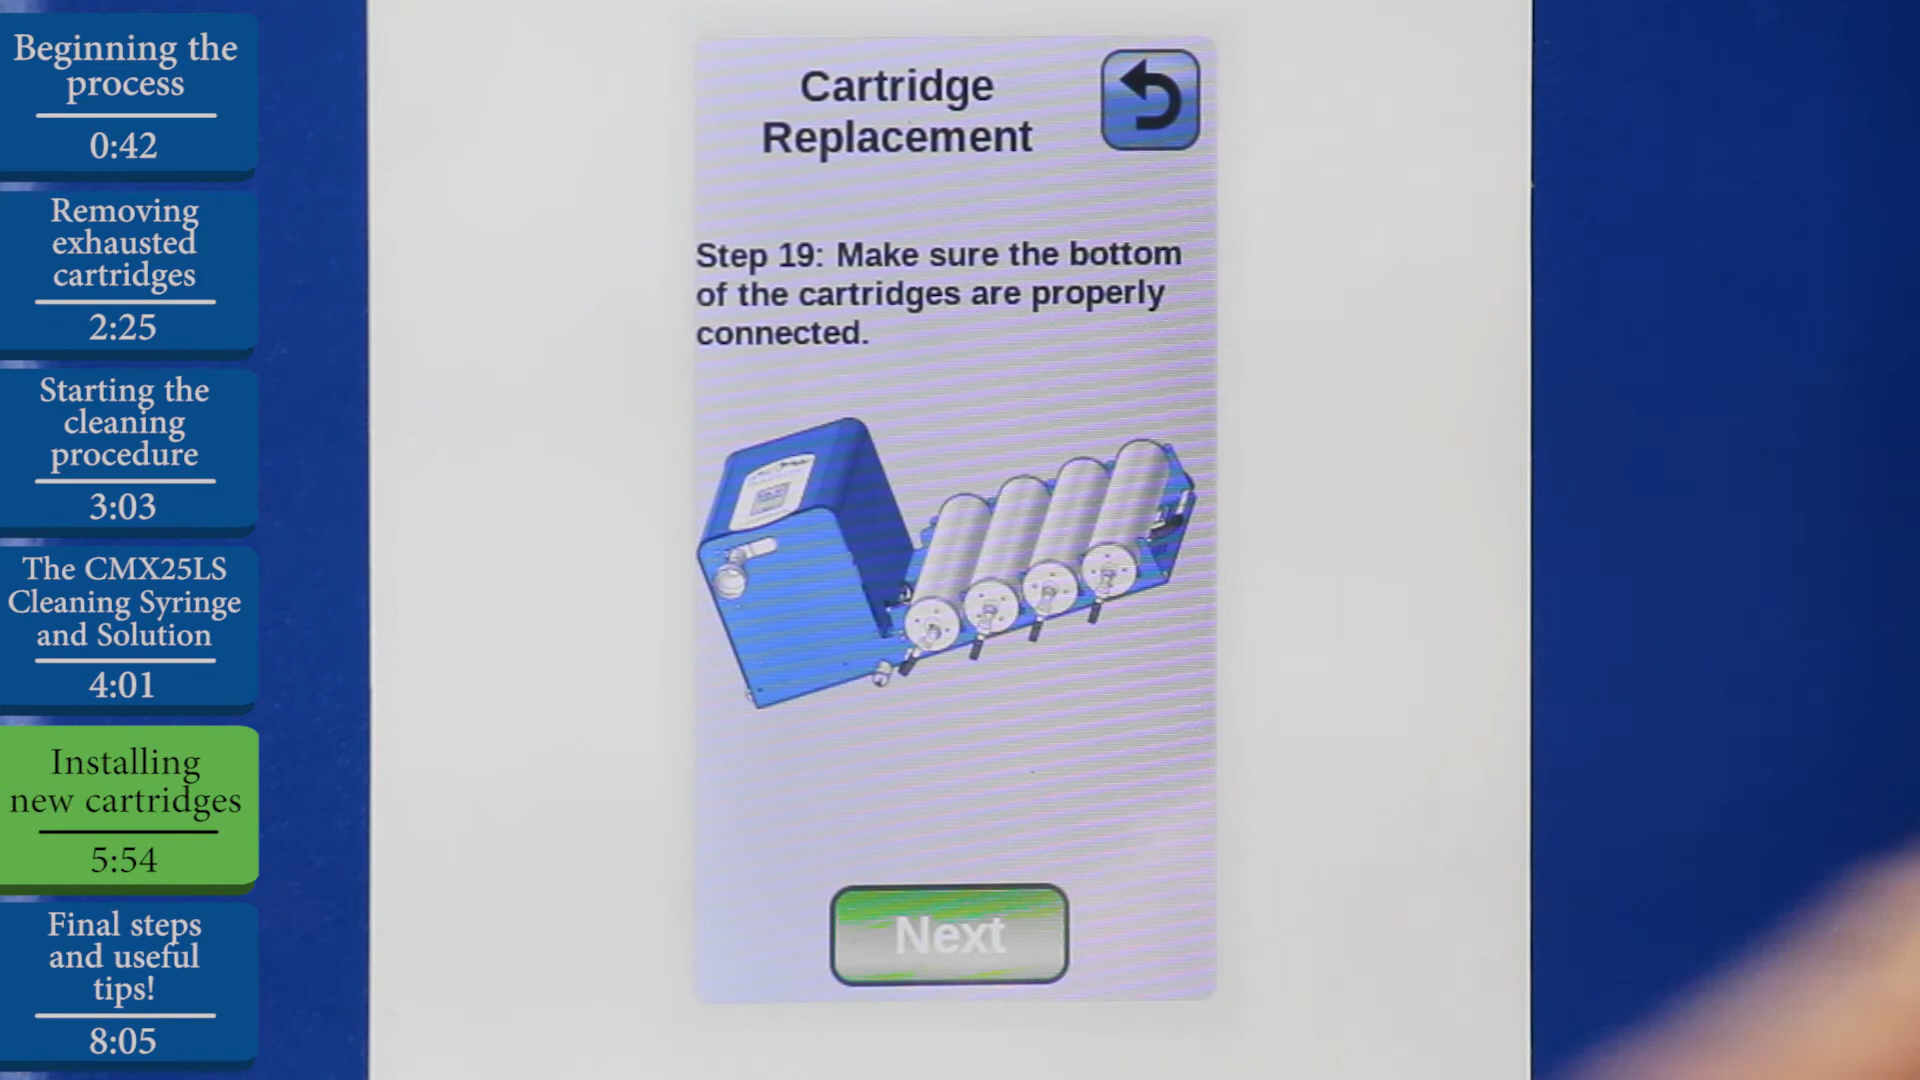 Beginning the
process
0:42
Removing
exhausted
cartridges
2:25
Starting the
cleaning
procedure
3:03
The CMX25LS
Cleaning Syringe
and Solution
4:01
Installing
new cartridges
5:54
Final steps
and useful
tips!
8:05
Cartridge
Replacement
Step 19: Make sure the bottom
of the cartridges are properly
connected.
Next